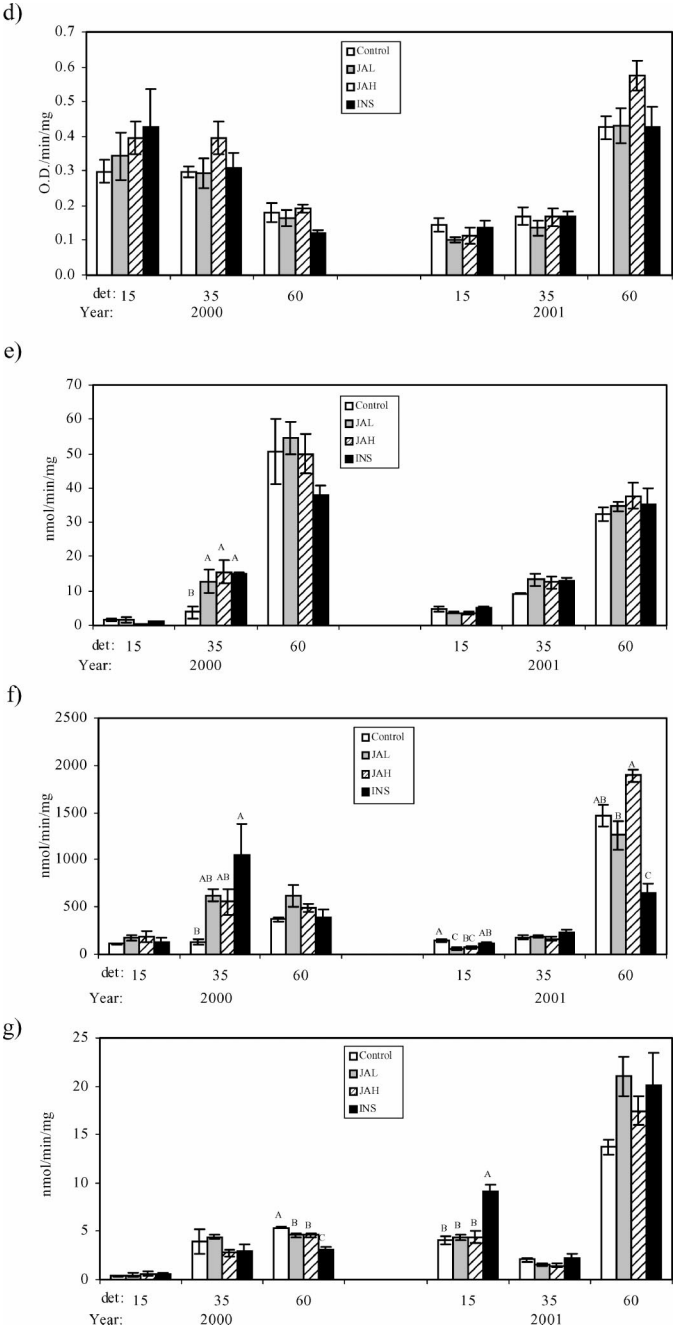 d)
0.7
0.6
0.5
0.4
0.3
0.2
0.1
0.0
O.D./min/mg
Control
JAL
JAH
INS
det: 15 35 60 15 35 60
Year: 2000 2001
e)
70
60
50
40
30
20
10
0
nmol/min/mg
Control
JAL
JAH
INS
B A A A
det: 15 35 60 15 35 60
Year: 2000 2001
f)
2500
2000
1500
1000
500
0
nmol/min/mg
Control
JAL
JAH
INS
B AB AB A
A C BC AB
AB B A C
det: 15 35 60 15 35 60
Year: 2000 2001
g)
25
20
15
10
5
0
nmol/min/mg
Control
JAL
JAH
INS
A B B C
B B B A
det: 15 35 60 15 35 60
Year: 2000 2001